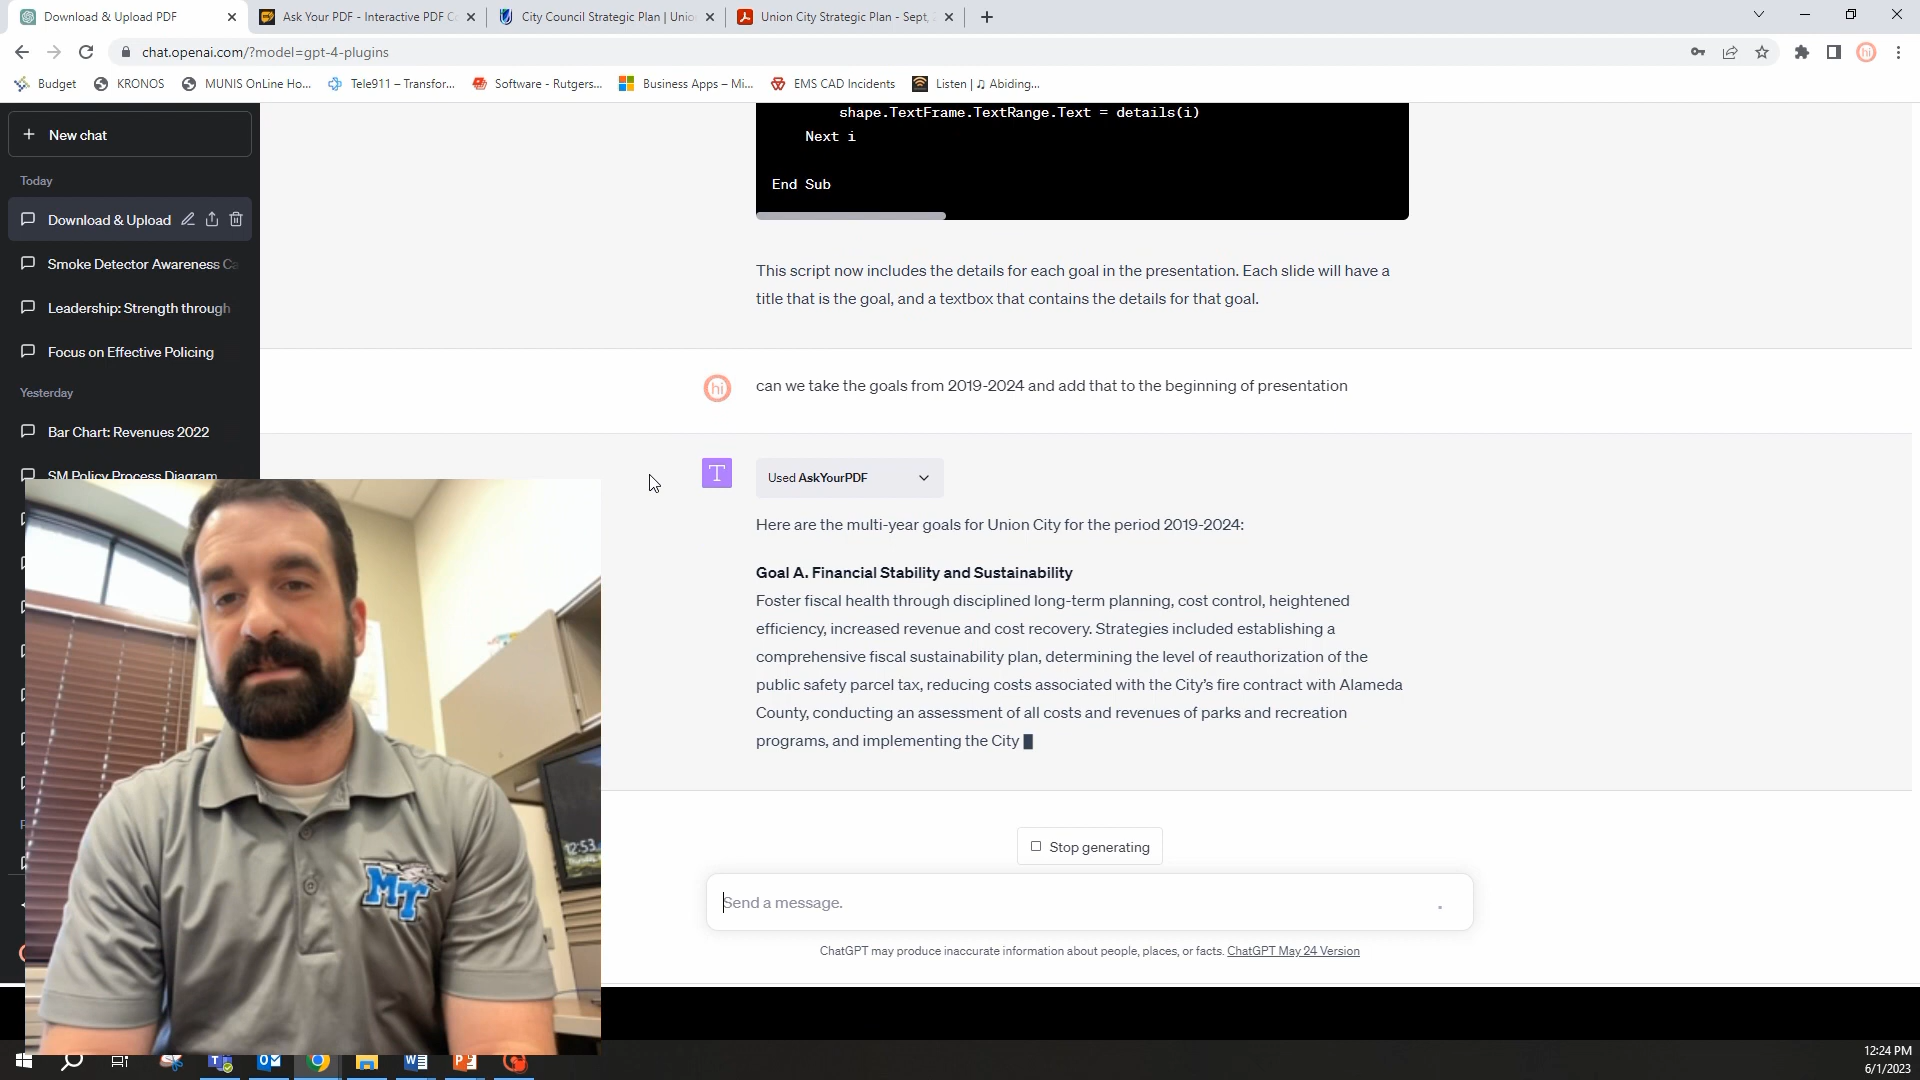 Download & Upload PDF
Ask Your PDF - Interactive PDF C
City Council Strategic Plan | Unio
Union City Strategic Plan - Sept,
chat.openai.com/?model=gpt-4-plugins
hi
Budget
KRONOS
MUNIS OnLine Ho...
Tele911 – Transfor...
Software - Rutgers...
Business Apps – Mi...
EMS CAD Incidents
Listen | ♫ Abiding...
New chat
Today
Download & Upload
Smoke Detector Awareness Ca
Leadership: Strength through
Focus on Effective Policing
Yesterday
Bar Chart: Revenues 2022
SM Policy Process Diagram
shape.TextFrame.TextRange.Text = details(i)
Next i
End Sub
This script now includes the details for each goal in the presentation. Each slide will have a
title that is the goal, and a textbox that contains the details for that goal.
hi
can we take the goals from 2019-2024 and add that to the beginning of presentation
T
Used AskYourPDF
Here are the multi-year goals for Union City for the period 2019-2024:
Goal A. Financial Stability and Sustainability
Foster fiscal health through disciplined long-term planning, cost control, heightened
efficiency, increased revenue and cost recovery. Strategies included establishing a
comprehensive fiscal sustainability plan, determining the level of reauthorization of the
public safety parcel tax, reducing costs associated with the City's fire contract with Alameda
County, conducting an assessment of all costs and revenues of parks and recreation
programs, and implementing the City
Stop generating
Send a message.
ChatGPT may produce inaccurate information about people, places, or facts. ChatGPT May 24 Version
MT
12:53
12:24 PM
6/1/2023